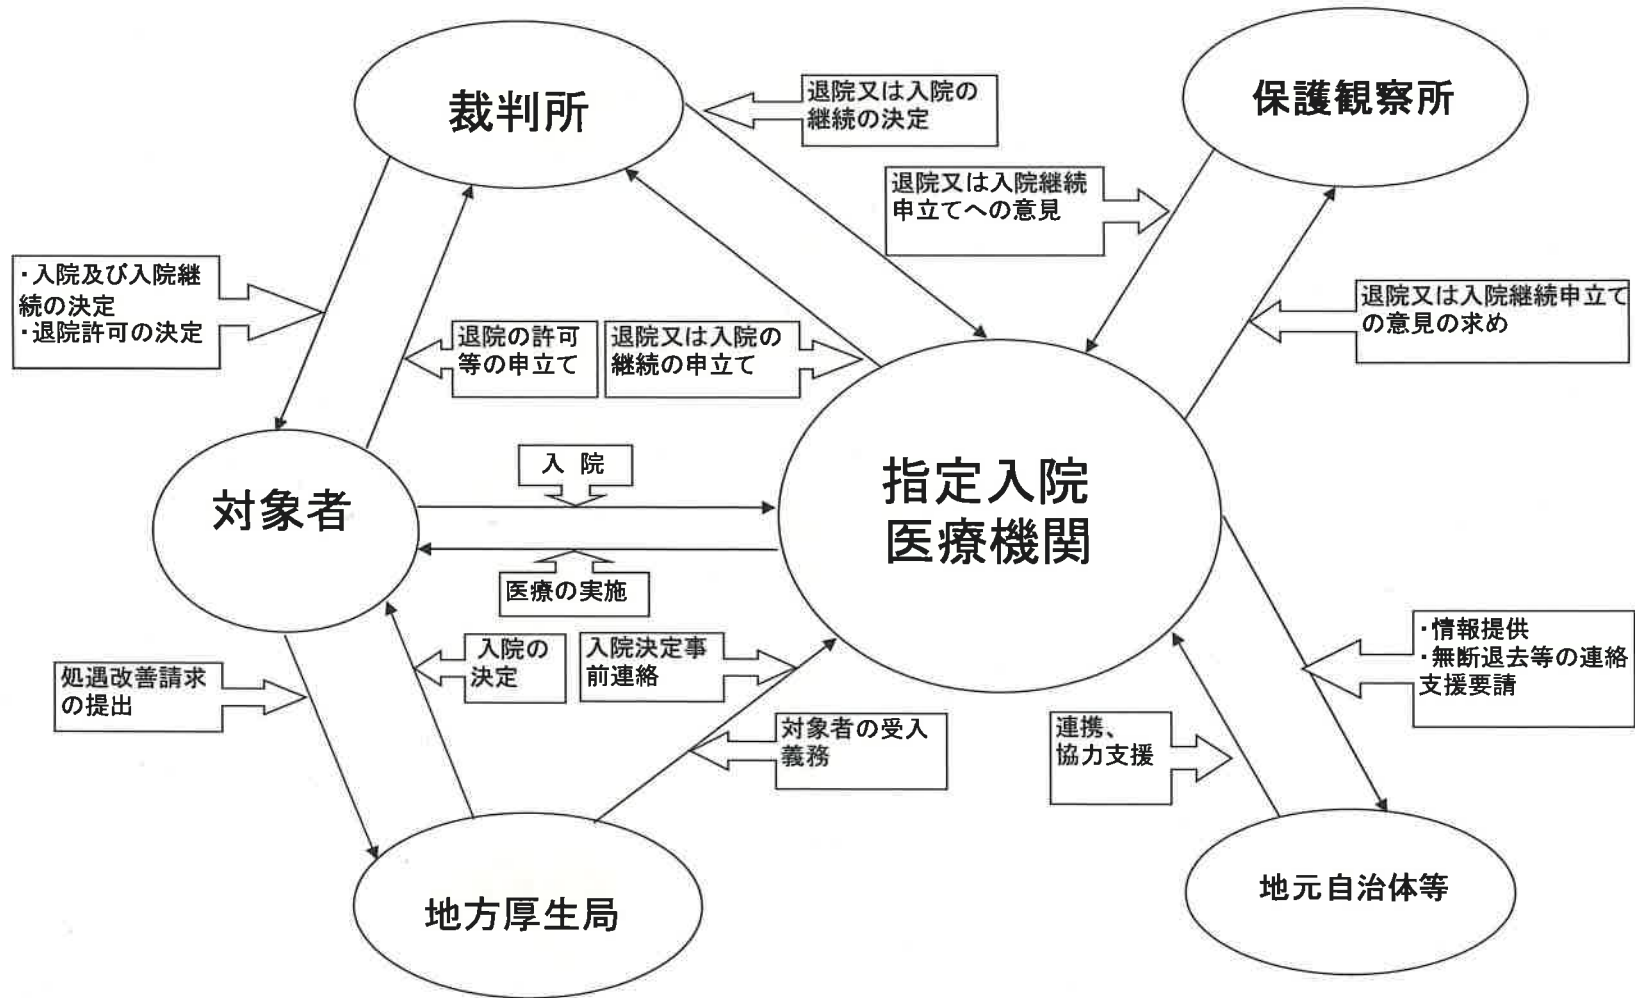 裁判所
退院又は入院の
継続の決定
保護観察所
退院又は入院継続
申立てへの意見
・入院及び入院継
続の決定
・退院許可の決定
退院の許可
等の申立て
退院又は入院の
継続の申立て
退院又は入院継続申立て
の意見の求め
対象者
入 院
医療の実施
指定入院
医療機関
処遇改善請求
の提出
入院の
決定
入院決定事
前連絡
対象者の受入
義務
連携、
協力支援
・情報提供
・無断退去等の連絡
支援要請
地方厚生局
地元自治体等